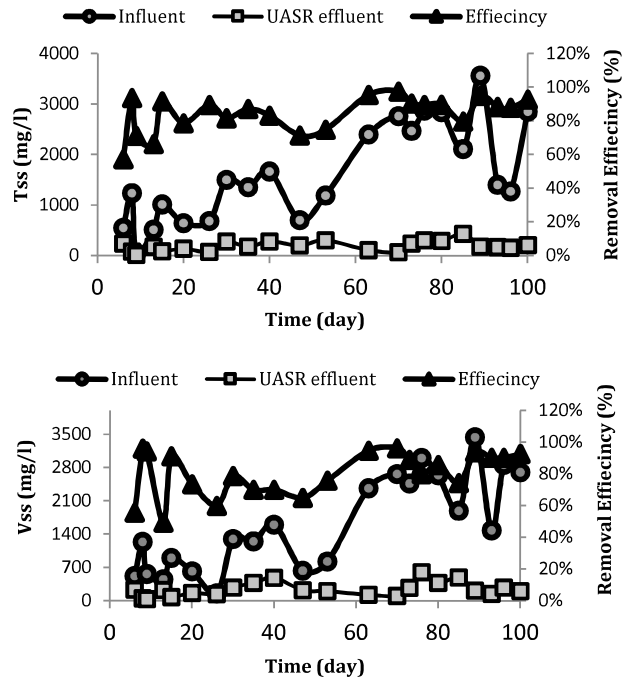 Influent UASR effluent Effiecincy
4000 120%
3000 100%
80%
2000 60%
1000 40%
20%
0 0%
0 20 40 60 80 100
Time (day)
Tss (mg/l)
Removal Effiecincy (%)
Influent UASR effluent Effiecincy
120%
3500 100%
2800 80%
2100 60%
1400 40%
700 20%
0 0%
0 20 40 60 80 100
Time (day)
Vss (mg/l)
Removal Effiecincy (%)